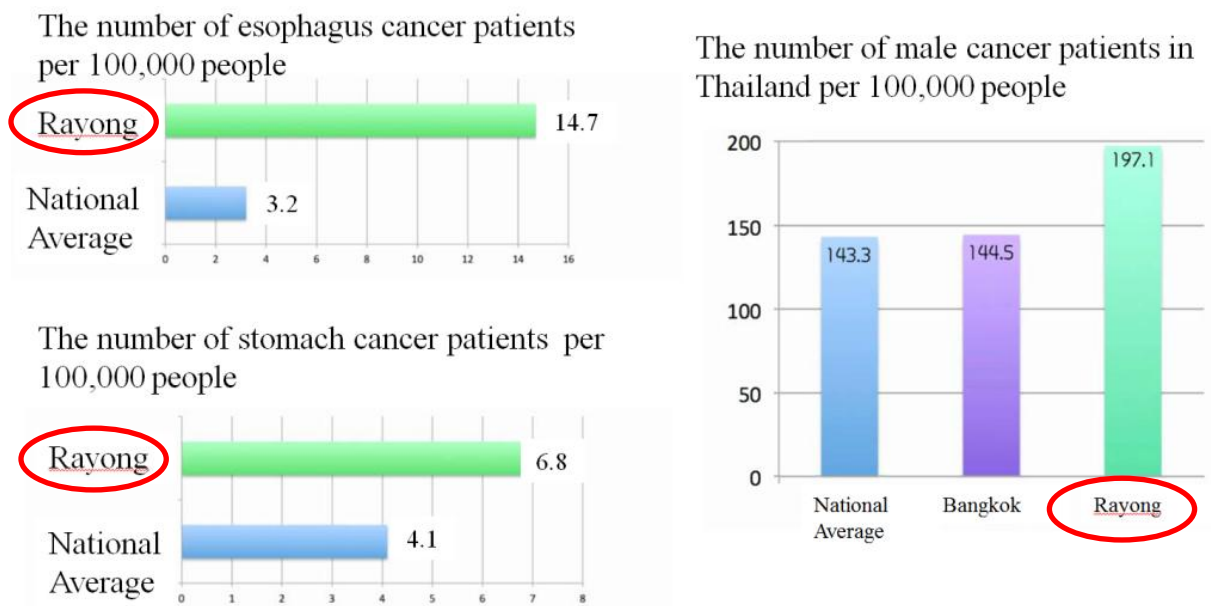 The number of esophagus cancer patients
per 100,000 people
Rayong
14.7
National
Average
3.2
0 2 4 6 8 10 12 14 16
The number of stomach cancer patients per
100,000 people
Rayong
6.8
National
Average
4.1
0 1 2 3 4 5 6 7 8
The number of male cancer patients in
Thailand per 100,000 people
200
197.1
150
143.3
144.5
100
50
0
National
Average
Bangkok
Rayong